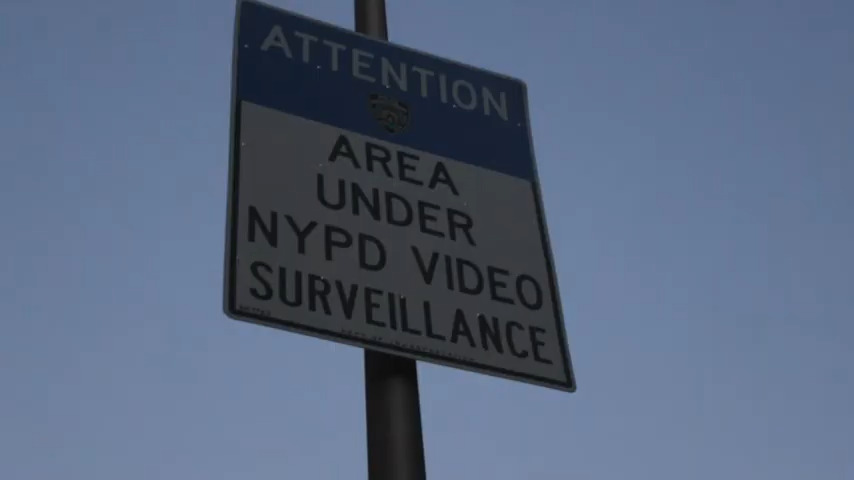 ATTENTION
AREA
UNDER
NYPD VIDEO
SURVEILLANCE